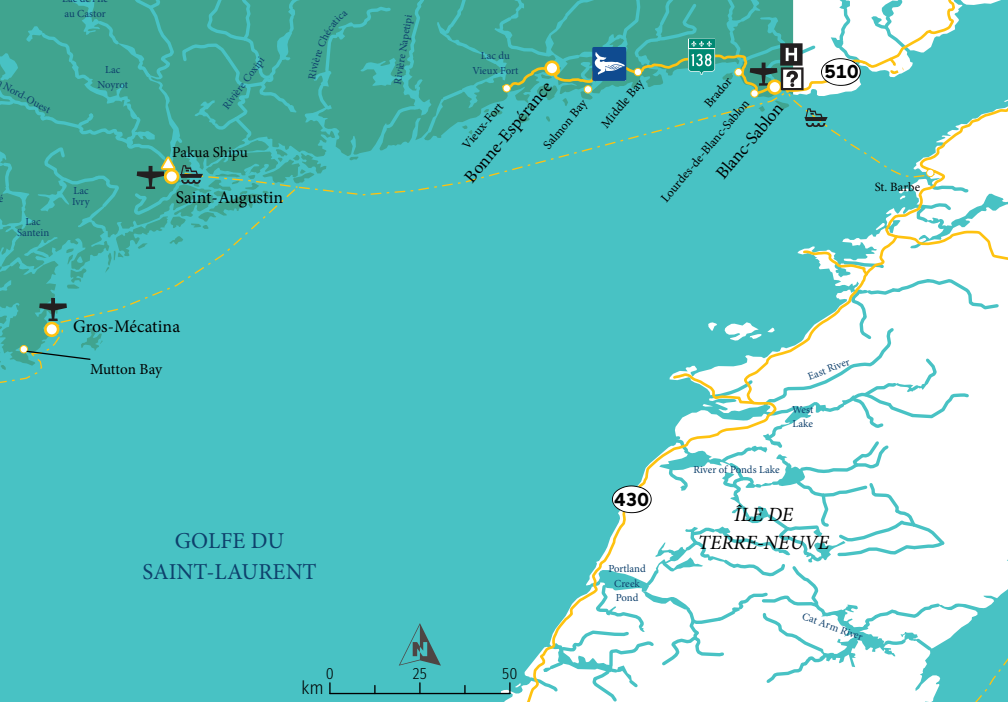 au Castor
Lac
Noyrot
Rivière Coxipi
Rivière Chécatica
Rivière Napetipi
Nord-Ouest
Lac du
Vieux Fort
138
H
?
510
Vieux-Fort
Bonne-Espérance
Salmon Bay
Middle Bay
Brador
Lourdes-de-Blanc-Sablon
Blanc-Sablon
Pakua Shipu
Saint-Augustin
Lac
Ivry
Lac
Santein
St. Barbe
Gros-Mécatina
Mutton Bay
East River
West
Lake
River of Ponds Lake
430
ÎLE DE
TERRE-NEUVE
GOLFE DU
SAINT-LAURENT
Portland
Creek
Pond
Cat Arm River
N
km 0 25 50